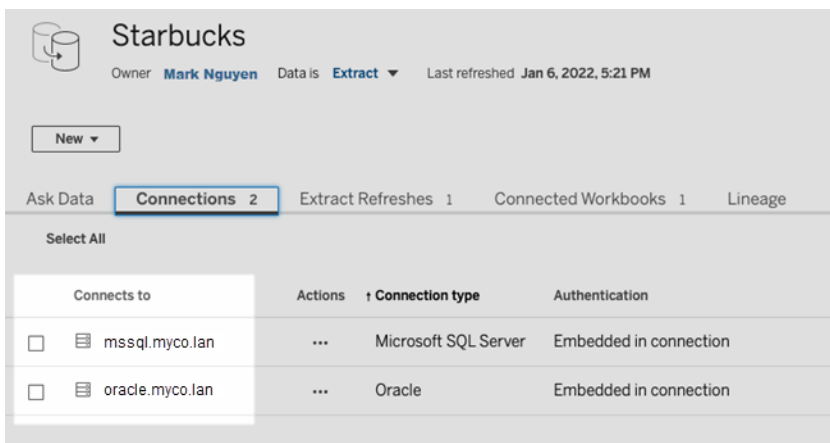 Starbucks
Owner Mark Nguyen Data is Extract Last refreshed Jan 6, 2022, 5:21 PM
New
Ask Data Connections 2 Extract Refreshes 1 Connected Workbooks 1 Lineage
Select All
Connects to Actions ↑ Connection type Authentication
mssql.myco.lan ··· Microsoft SQL Server Embedded in connection
oracle.myco.lan ··· Oracle Embedded in connection